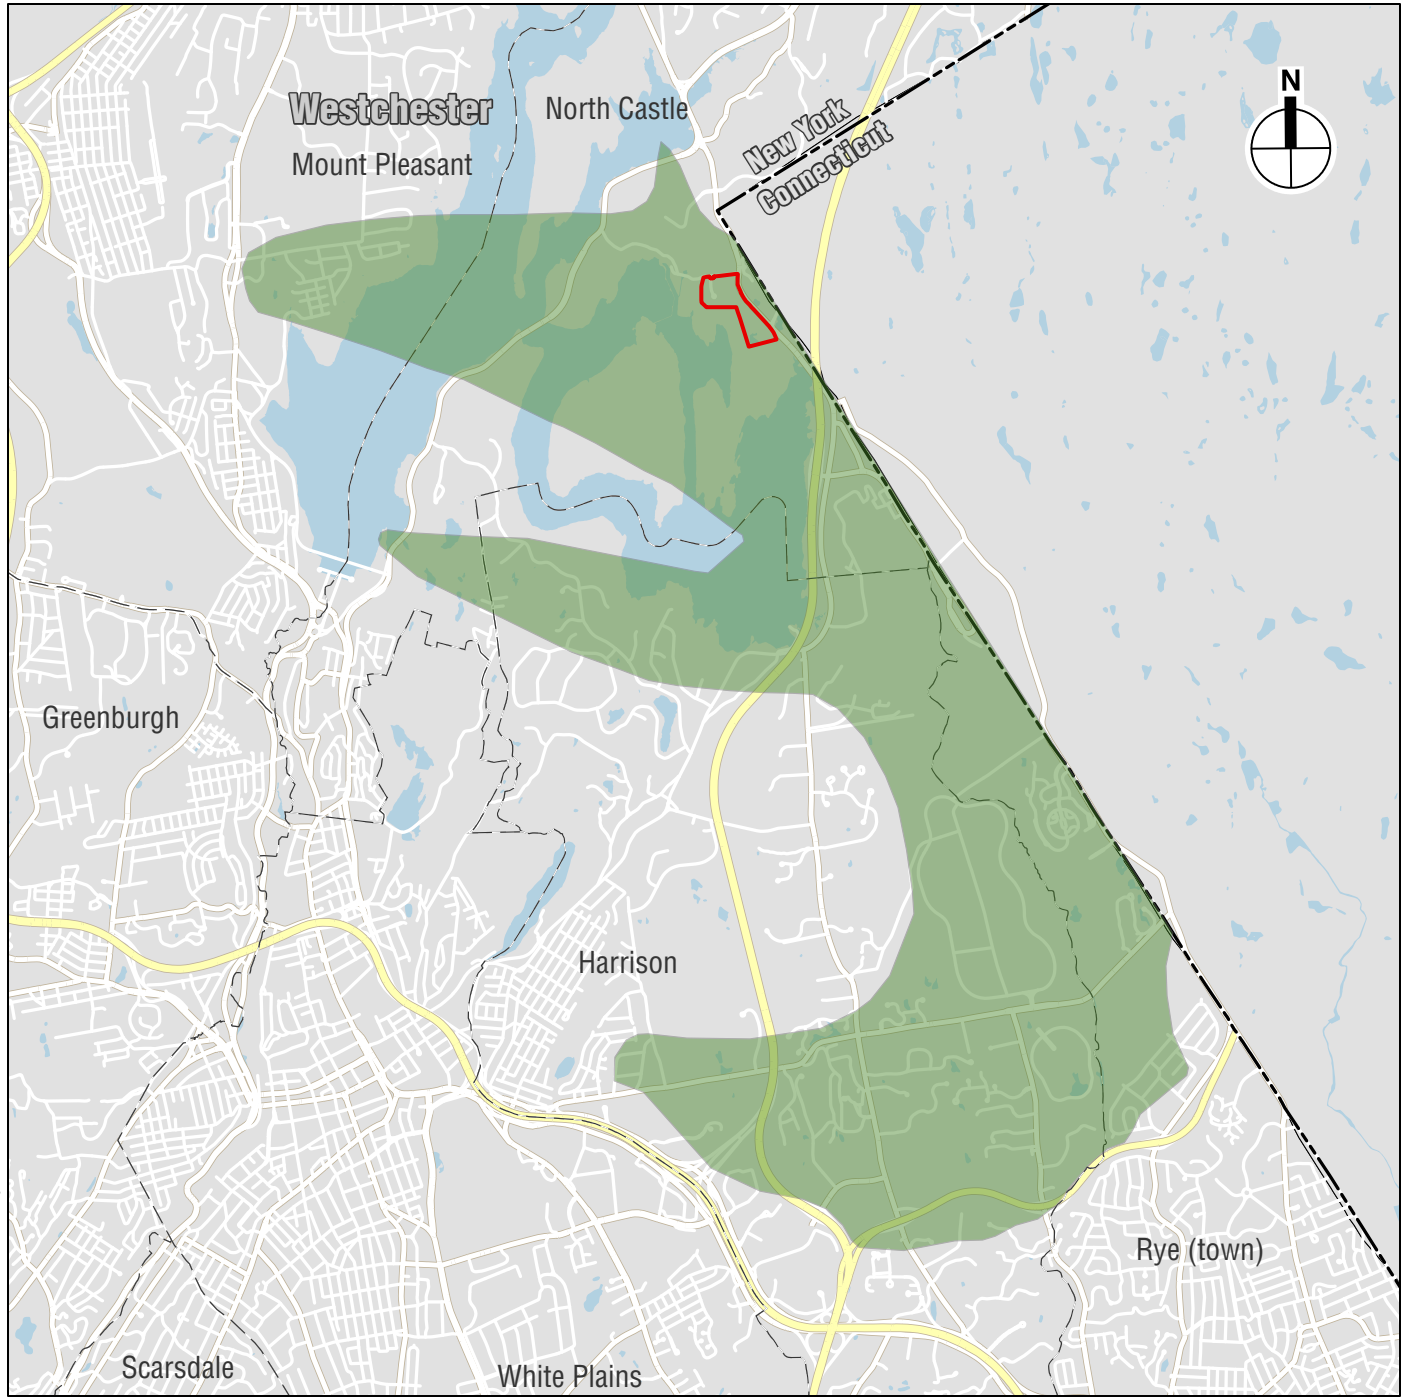 N
Westchester
North Castle
New York
Connecticut
Mount Pleasant
Greenburgh
Harrison
Rye (town)
Scarsdale
White Plains